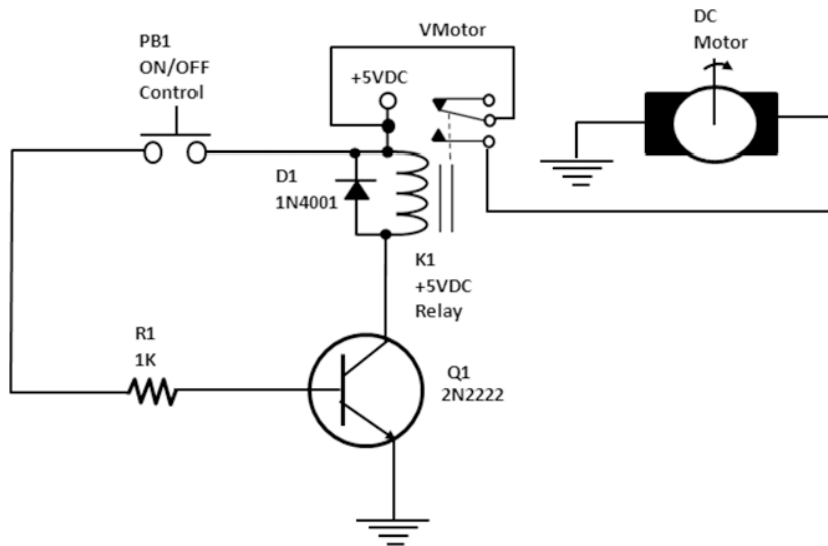 PB1
ON/OFF
Control
VMotor
+5VDC
DC
Motor
D1
1N4001
K1
+5VDC
Relay
R1
1K
Q1
2N2222